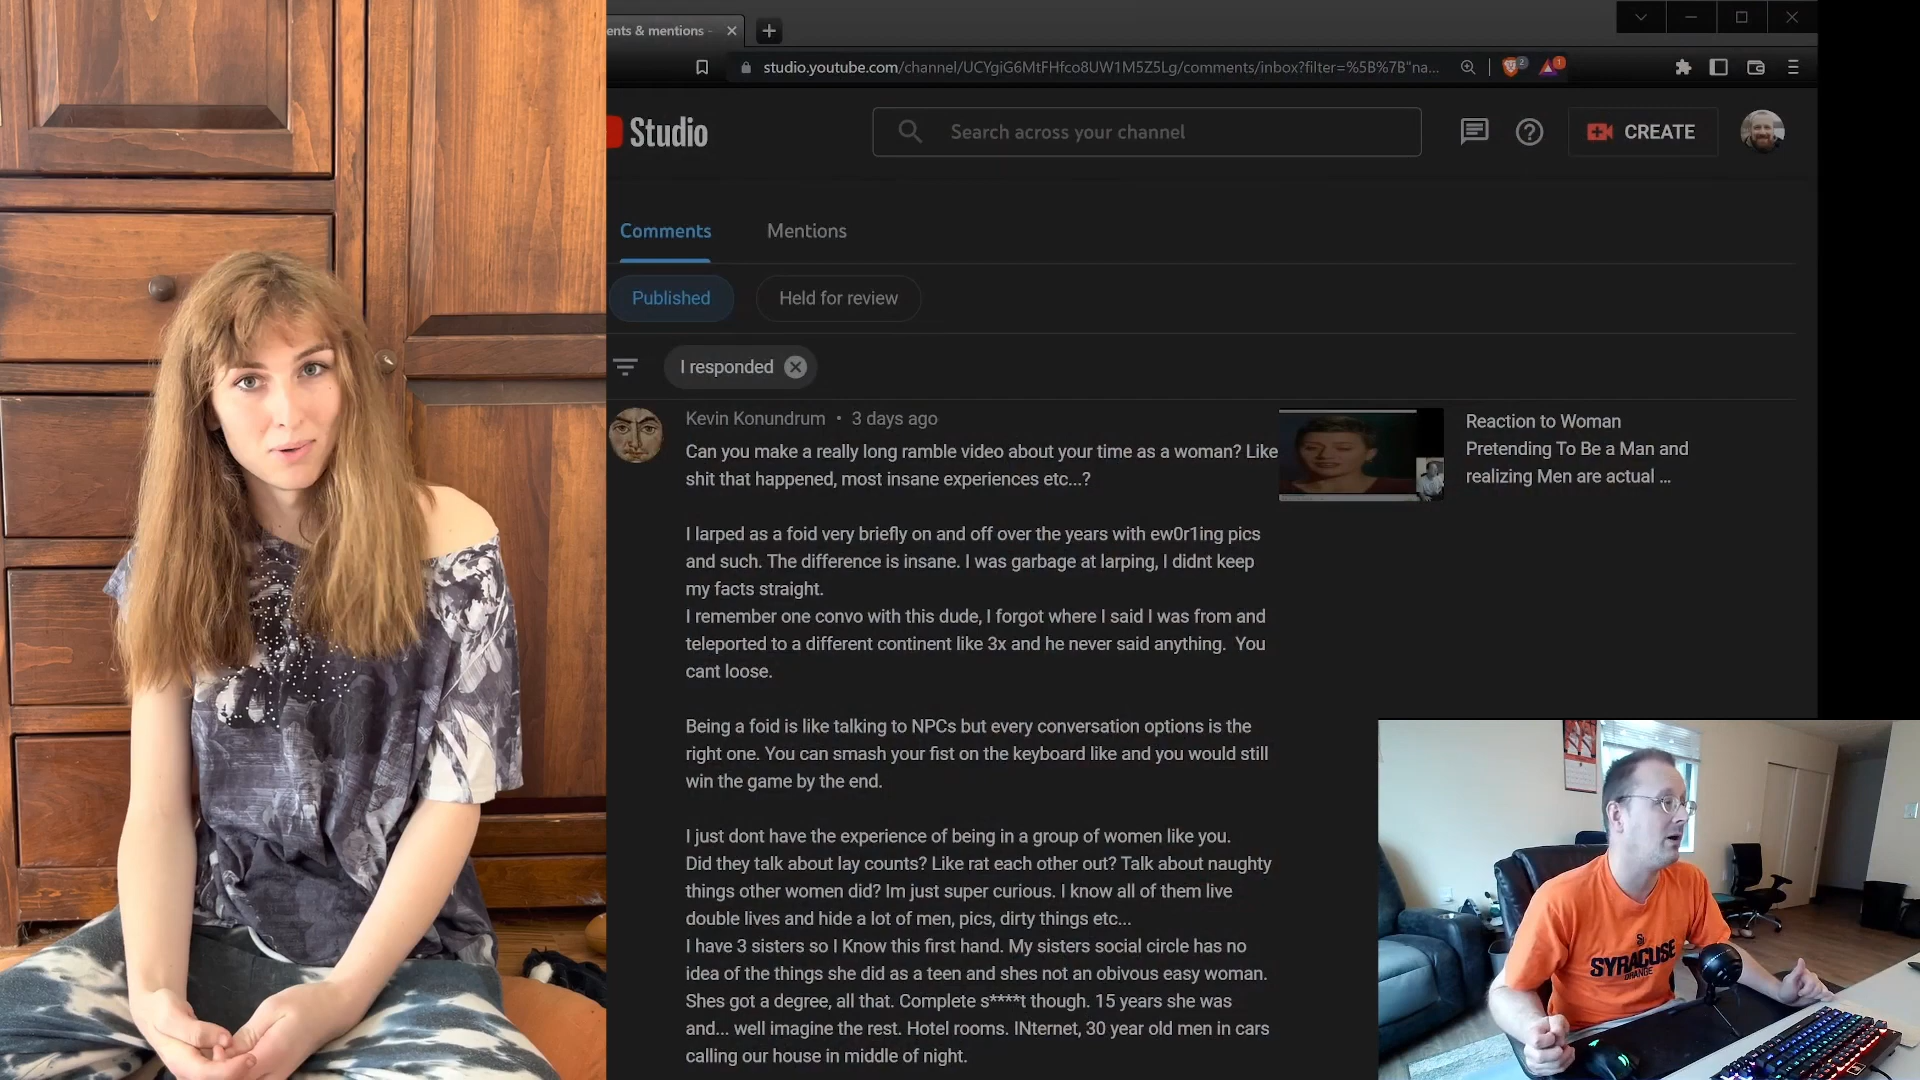 ents & mentions -
studio.youtube.com/channel/UCYgiG6MtFHfco8UW1M5Z5Lg/comments/inbox?filter=%5B%7B"na...
2
1
Studio
Search across your channel
CREATE
Comments
Mentions
Published
Held for review
I responded
Kevin Konundrum • 3 days ago
Can you make a really long ramble video about your time as a woman? Like
shit that happened, most insane experiences etc...?
I larped as a foid very briefly on and off over the years with ew0r1ing pics
and such. The difference is insane. I was garbage at larping, I didnt keep
my facts straight.
I remember one convo with this dude, I forgot where I said I was from and
teleported to a different continent like 3x and he never said anything. You
cant loose.
Being a foid is like talking to NPCs but every conversation options is the
right one. You can smash your fist on the keyboard like and you would still
win the game by the end.
I just dont have the experience of being in a group of women like you.
Did they talk about lay counts? Like rat each other out? Talk about naughty
things other women did? Im just super curious. I know all of them live
double lives and hide a lot of men, pics, dirty things etc...
I have 3 sisters so I Know this first hand. My sisters social circle has no
idea of the things she did as a teen and shes not an obivous easy woman.
Shes got a degree, all that. Complete s****t though. 15 years she was
and... well imagine the rest. Hotel rooms. INternet, 30 year old men in cars
calling our house in middle of night.
Reaction to Woman
Pretending To Be a Man and
realizing Men are actual ...
SYRACUSE
ORANGE